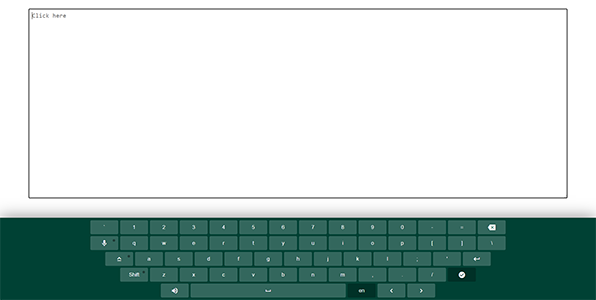 Click here
` 1 2 3 4 5 6 7 8 9 0 - =
q w e r t y u i o p [ ] \
a s d f g h j k l ; '
Shift z x c v b n m , . /
en < >